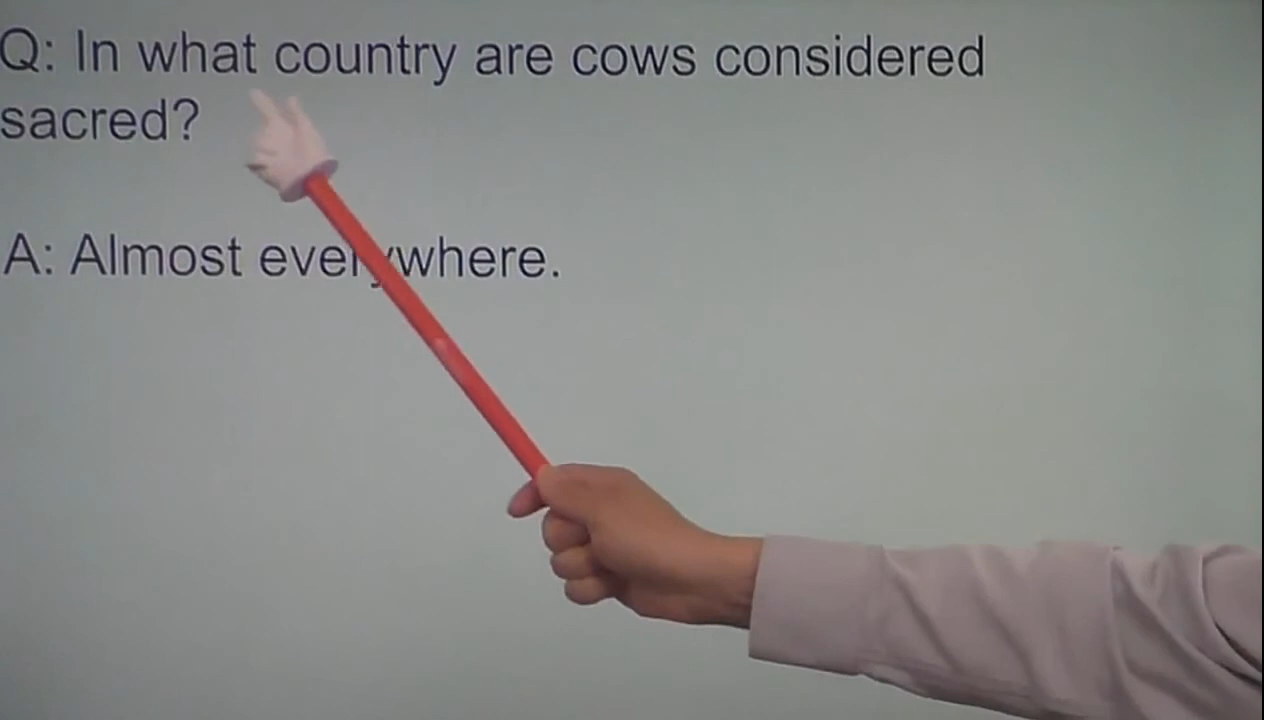 Q: In what country are cows considered
sacred?
A: Almost everywhere.